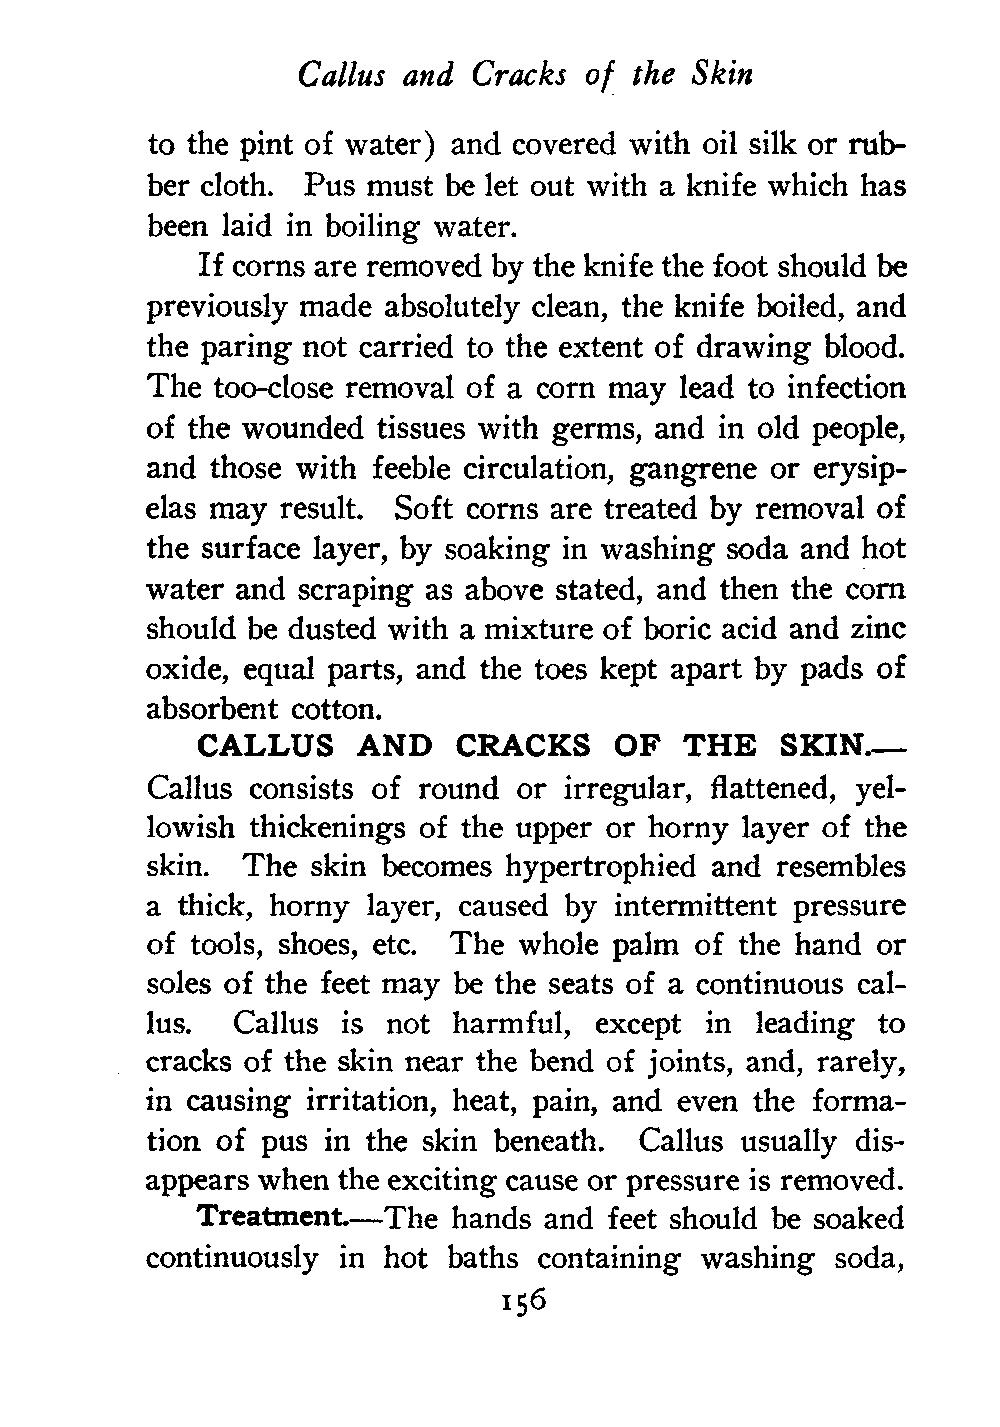 Callus and Cracks of the Skin
to the pint of water) and covered with oil silk or rub-
ber cloth. Pus must be let out with a knife which has
been laid in boiling water.
If corns are removed by the knife the foot should be
previously made absolutely clean, the knife boiled, and
the paring not carried to the extent of drawing blood.
The too-close removal of a corn may lead to infection
of the wounded tissues with germs, and in old people,
and those with feeble circulation, gangrene or erysip-
elas may result. Soft corns are treated by removal of
the surface layer, by soaking in washing soda and hot
water and scraping as above stated, and then the corn
should be dusted with a mixture of boric acid and zinc
oxide, equal parts, and the toes kept apart by pads of
absorbent cotton.
CALLUS AND CRACKS OF THE SKIN.—
Callus consists of round or irregular, flattened, yel-
lowish thickenings of the upper or horny layer of the
skin. The skin becomes hypertrophied and resembles
a thick, horny layer, caused by intermittent pressure
of tools, shoes, etc. The whole palm of the hand or
soles of the feet may be the seats of a continuous cal-
lus. Callus is not harmful, except in leading to
cracks of the skin near the bend of joints, and, rarely,
in causing irritation, heat, pain, and even the forma-
tion of pus in the skin beneath. Callus usually dis-
appears when the exciting cause or pressure is removed.
Treatment.—The hands and feet should be soaked
continuously in hot baths containing washing soda,
156